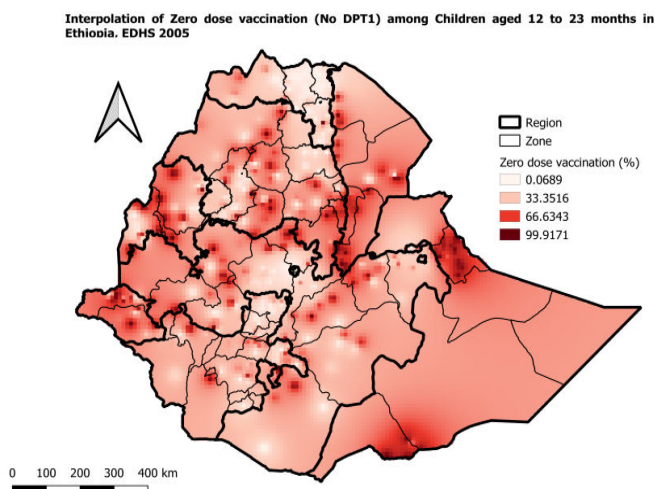 Interpolation of Zero dose vaccination (No DPT1) among Children aged 12 to 23 months in
Ethiopia. EDHS 2005
Region
Zone
Zero dose vaccination (%)
0.0689
33.3516
66.6343
99.9171
0 100 200 300 400 km